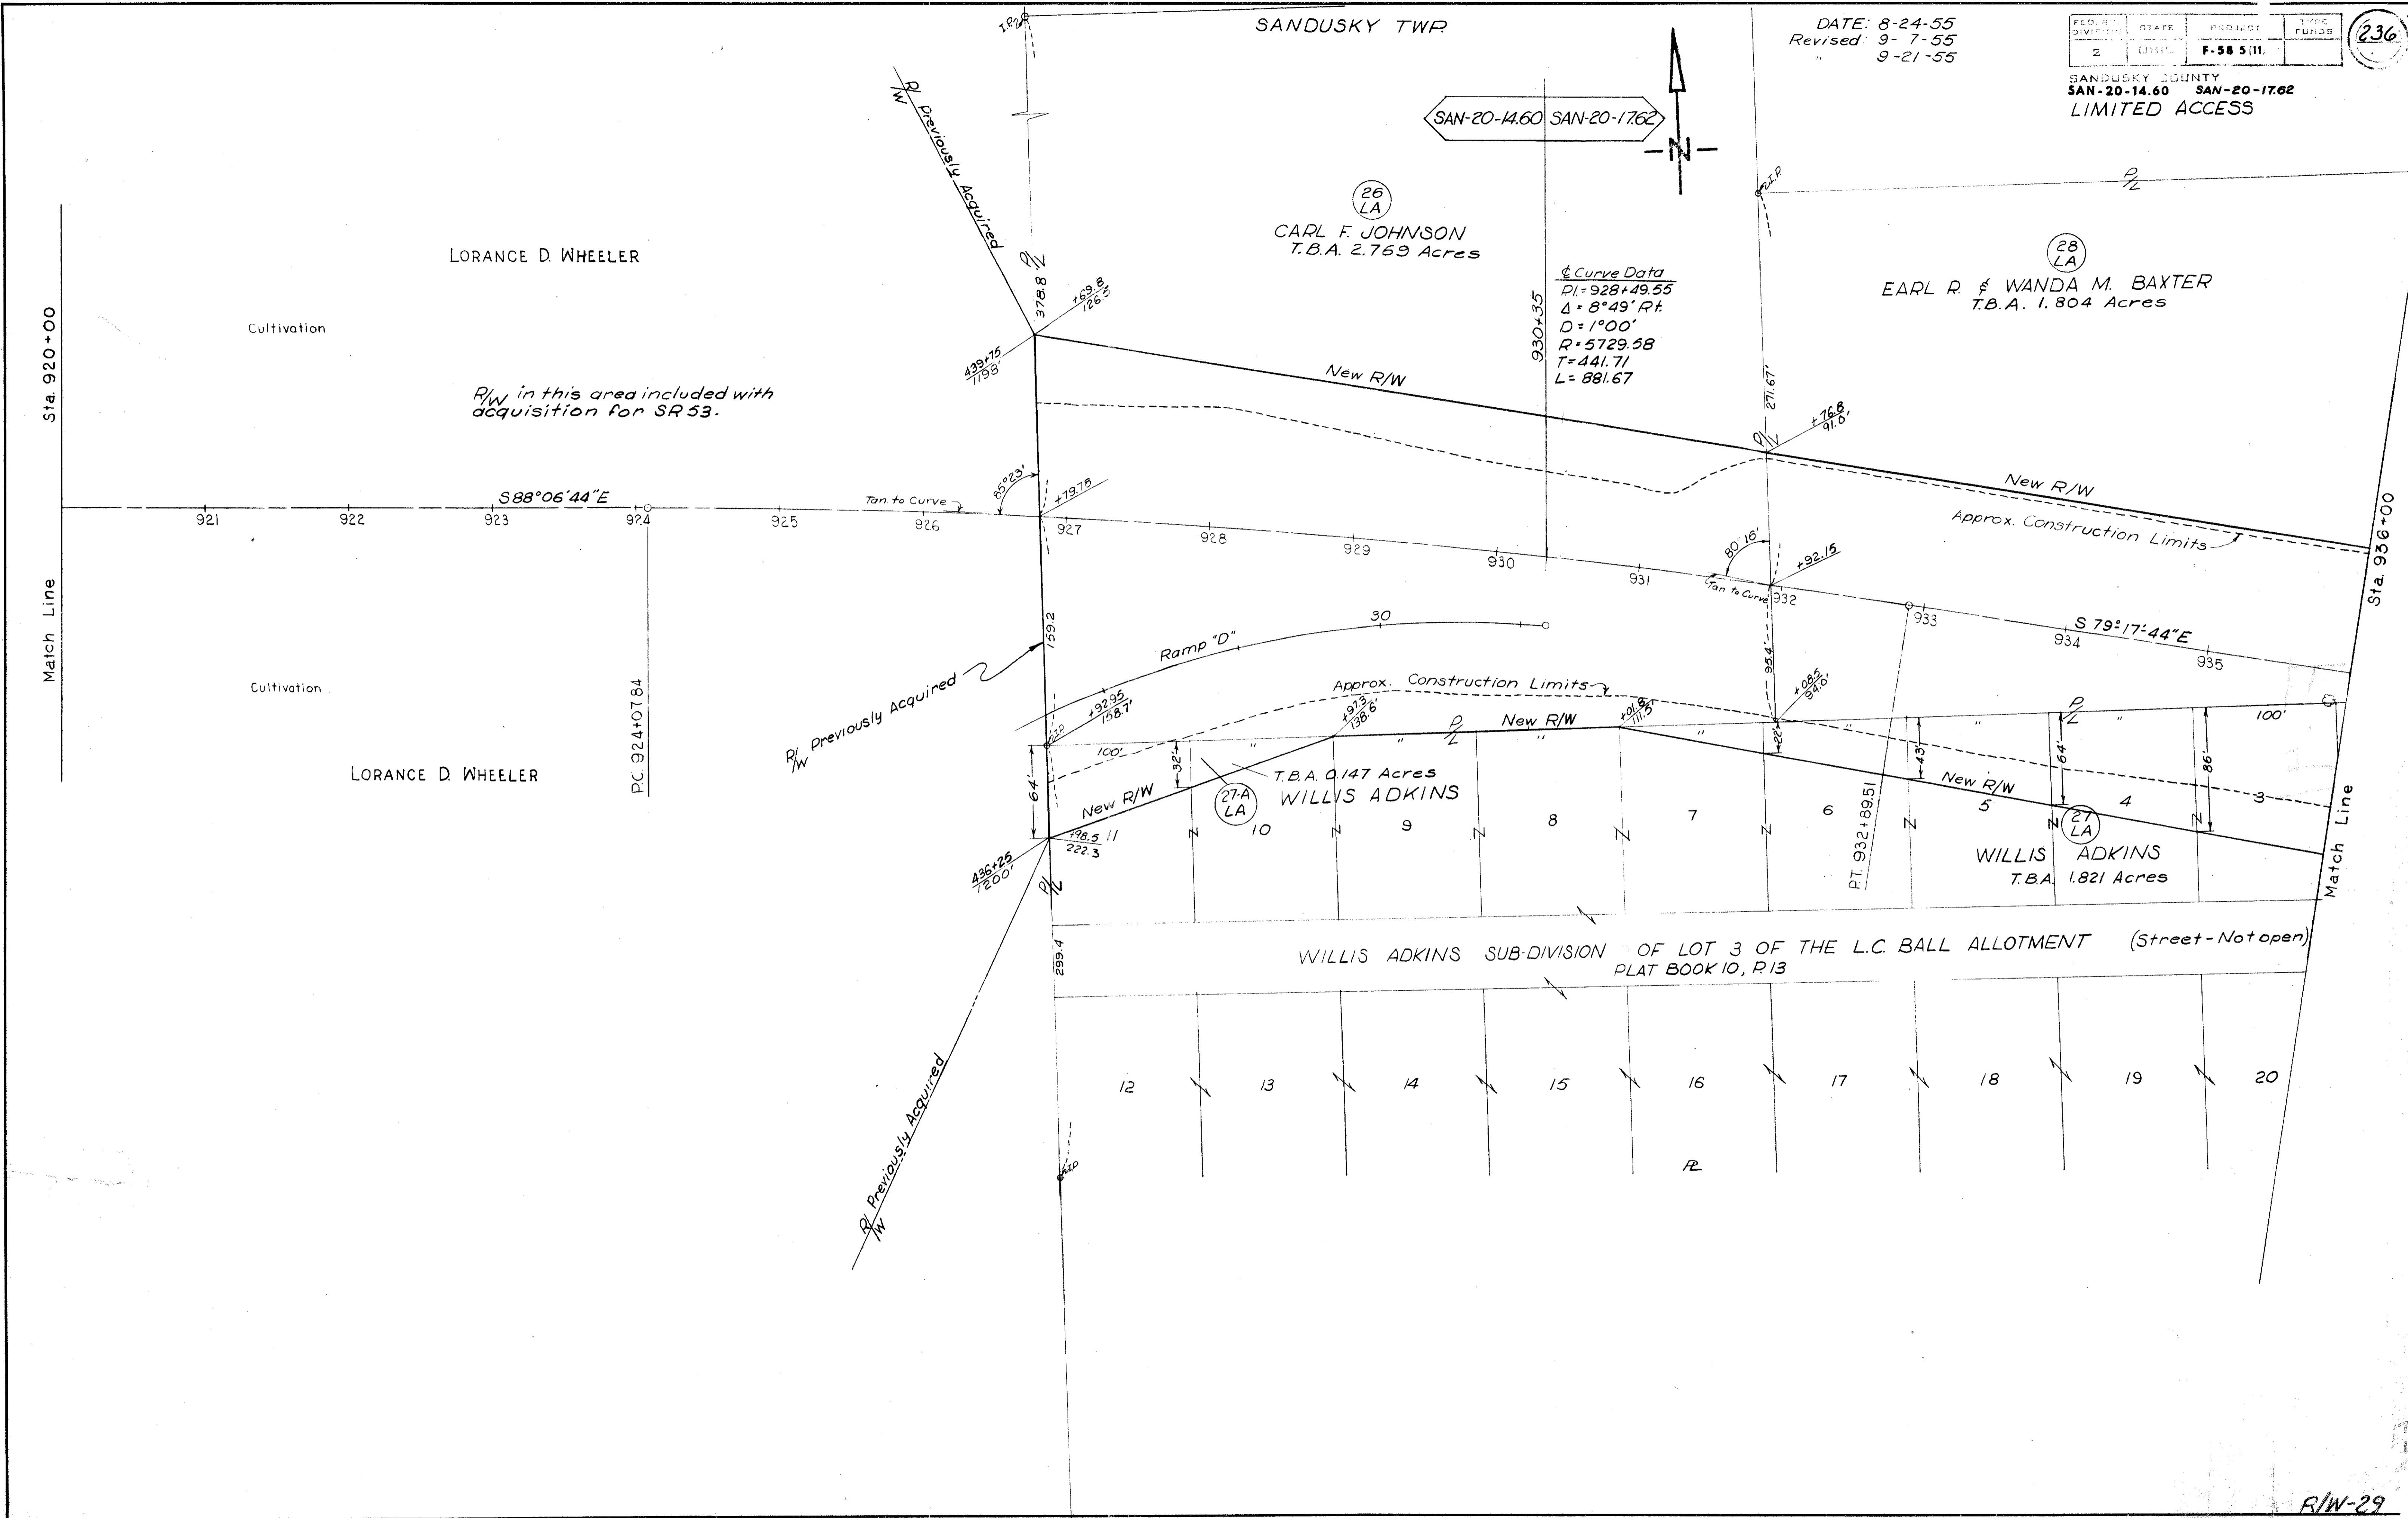 SANDUSKY TWP.
DATE: 8-24-55
Revised: 9-7-55
" 9-21-55
FED. RD. DIVISION
STATE
PROJECT
TYPE FUNDS
2
OHIO
F-58 5(11)
236
SANDUSKY COUNTY
SAN-20-14.60 SAN-20-17.62
LIMITED ACCESS
SAN-20-14.60 SAN-20-17.62
-N-
I.P.
R/W Previously Acquired
26
LA
CARL F. JOHNSON
T.B.A. 2.769 Acres
I.P.
P/L
28
LA
EARL R. & WANDA M. BAXTER
T.B.A. 1.804 Acres
LORANCE D. WHEELER
Cultivation
R/W in this area included with
acquisition for SR 53.
Sta. 920+00
Match Line
378.8'
P/L
+69.8
126.5
439+75
1198'
930+35
₵ Curve Data
P.I.= 928+49.55
Δ = 8°49' Rt.
D = 1°00'
R = 5729.58
T = 441.71
L = 881.67
New R/W
271.67'
P/L
+76.8
91.0'
New R/W
Approx. Construction Limits
Sta. 936+00
S 88°06'44"E
921
922
923
924
925
926
927
928
929
930
931
932
933
934
935
Tan. to Curve
85°23'
+79.78
80°16'
+92.15
Tan to Curve
S 79°17'44"E
P.C. 924+07.84
159.2
R/W Previously Acquired
Ramp "D"
30
95.4'
Approx. Construction Limits
+92.95
158.7'
+97.3
138.6'
+01.8
111.5'
+08.5
94.0'
I.P.
100' " " " " " " 100'
P/L New R/W
P/L
64'
32'
22'
43'
64'
86'
New R/W
New R/W
T.B.A. 0.147 Acres
27-A
LA
WILLIS ADKINS
11
10
9
8
7
6
5
4
3
+98.5
222.3
436+25
1200'
P/L
P.T. 932+89.51
27
LA
WILLIS ADKINS
T.B.A. 1.821 Acres
Match Line
LORANCE D. WHEELER
Cultivation
299.4
WILLIS ADKINS SUB-DIVISION OF LOT 3 OF THE L.C. BALL ALLOTMENT (Street-Not open)
PLAT BOOK 10, P. 13
12
13
14
15
16
17
18
19
20
R/W Previously Acquired
I.P.
PL
R/W-29